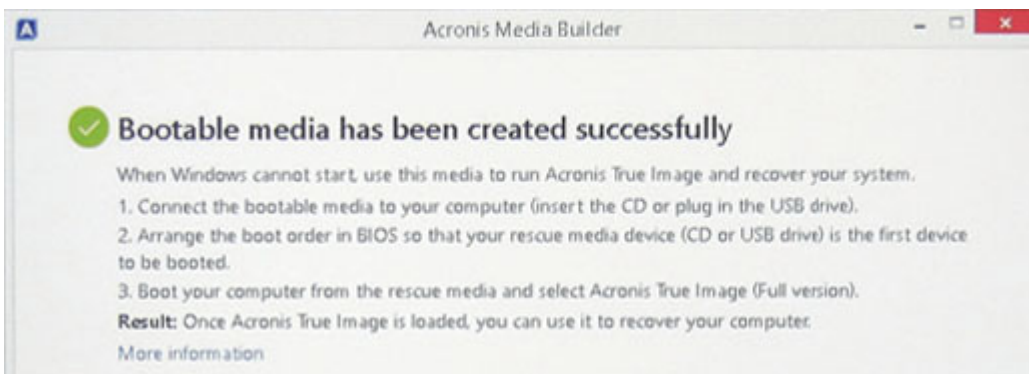 Acronis Media Builder
Bootable media has been created successfully
When Windows cannot start, use this media to run Acronis True Image and recover your system.
1. Connect the bootable media to your computer (insert the CD or plug in the USB drive).
2. Arrange the boot order in BIOS so that your rescue media device (CD or USB drive) is the first device
to be booted.
3. Boot your computer from the rescue media and select Acronis True Image (Full version).
Result: Once Acronis True Image is loaded, you can use it to recover your computer.
More information